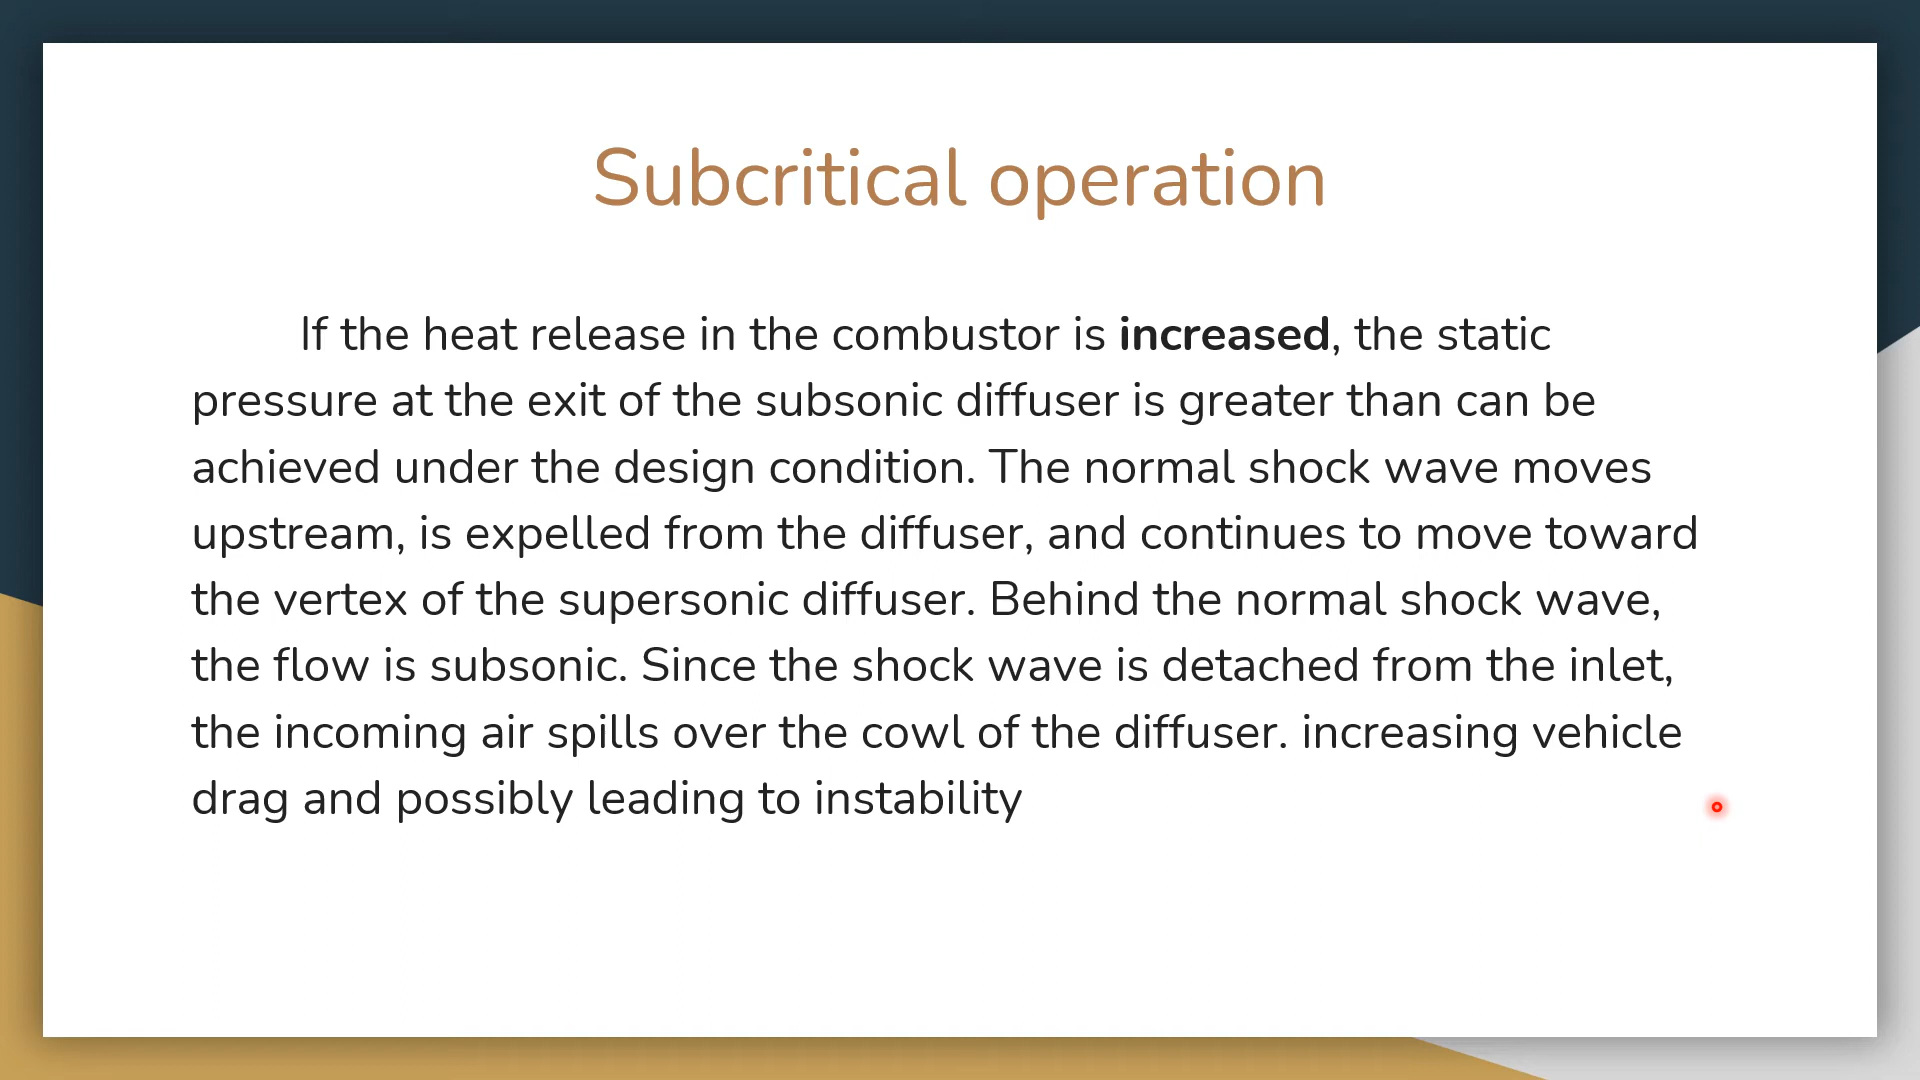 Subcritical operation
If the heat release in the combustor is increased, the static
pressure at the exit of the subsonic diffuser is greater than can be
achieved under the design condition. The normal shock wave moves
upstream, is expelled from the diffuser, and continues to move toward
the vertex of the supersonic diffuser. Behind the normal shock wave,
the flow is subsonic. Since the shock wave is detached from the inlet,
the incoming air spills over the cowl of the diffuser. increasing vehicle
drag and possibly leading to instability